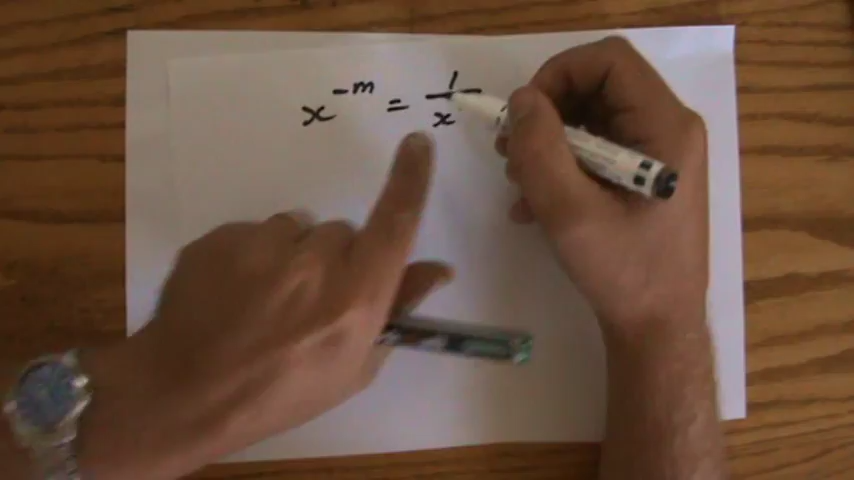 x^-m = 1/x